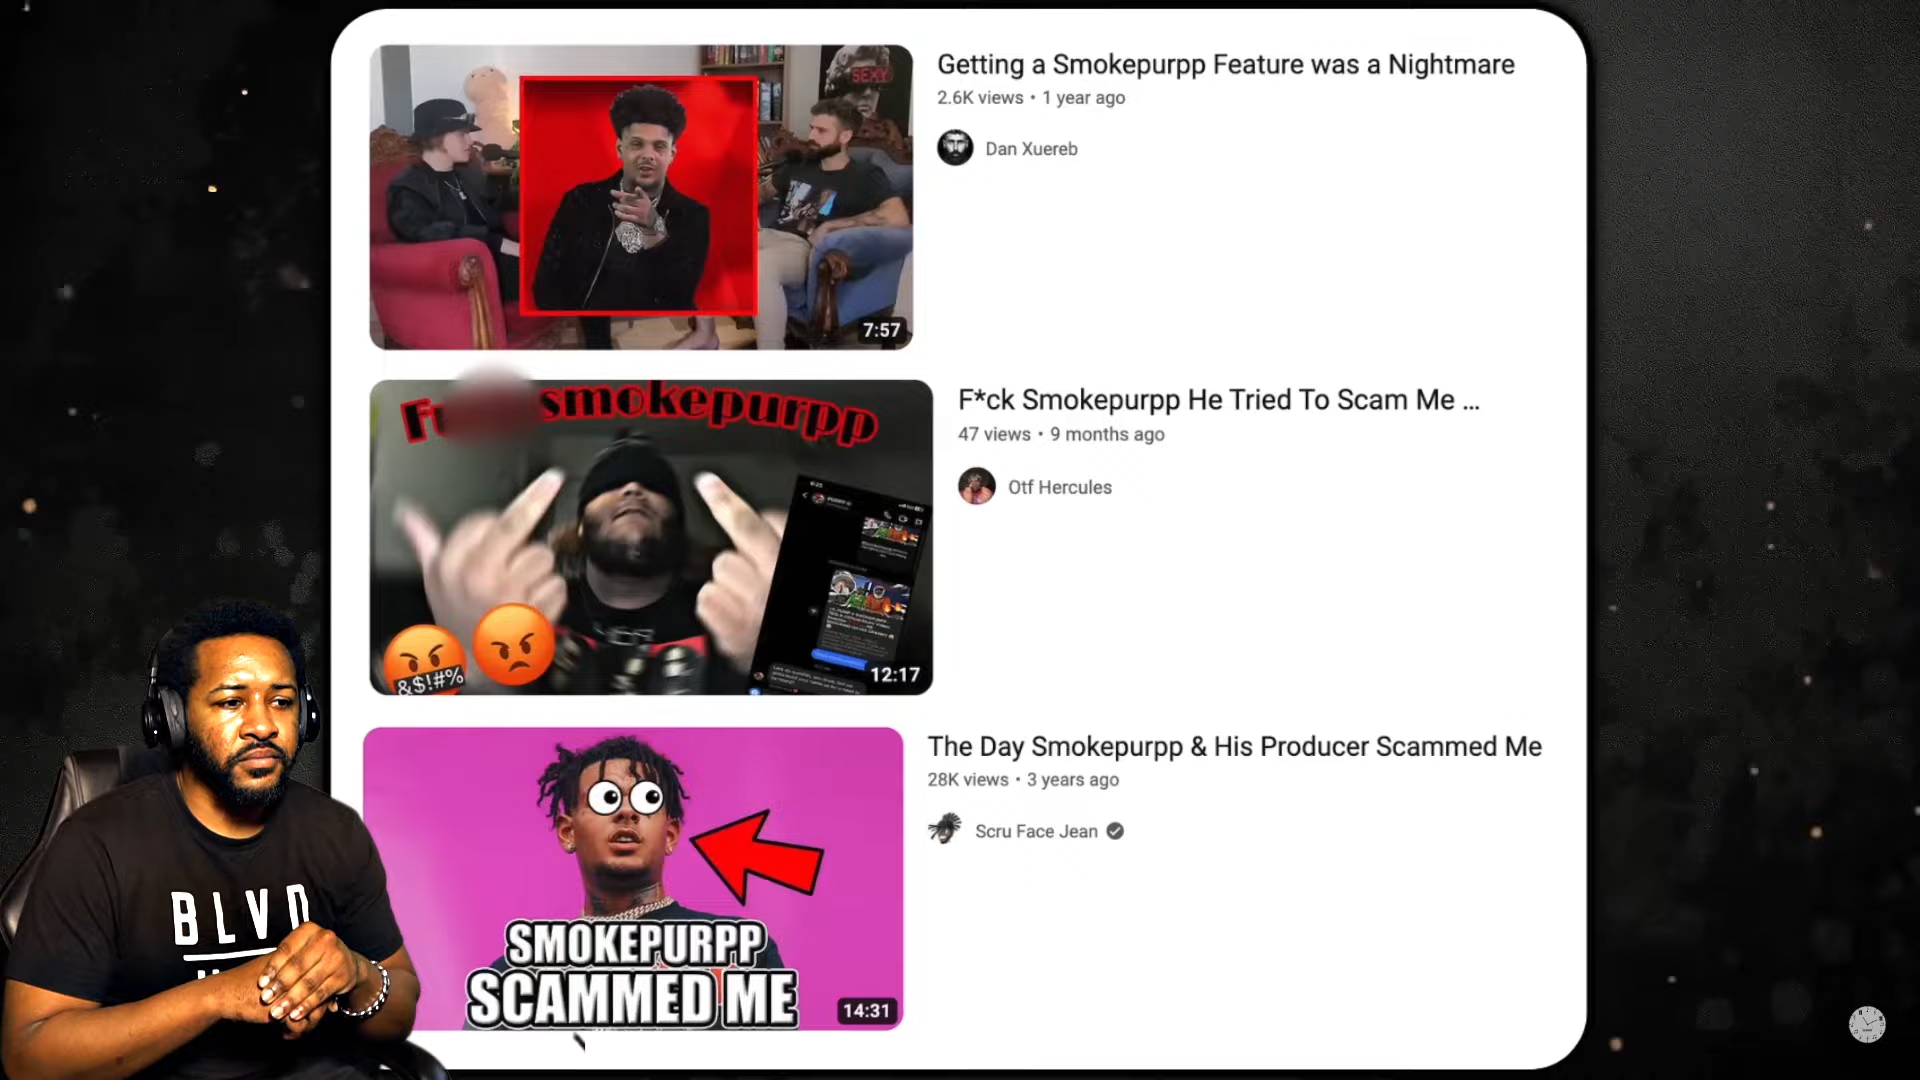 SEXY
Getting a Smokepurpp Feature was a Nightmare
2.6K views • 1 year ago
Dan Xuereb
7:57
smokepurpp
F*ck Smokepurpp He Tried To Scam Me ...
47 views • 9 months ago
Otf Hercules
&$!#%
12:17
The Day Smokepurpp & His Producer Scammed Me
28K views • 3 years ago
Scru Face Jean
SMOKEPURPP
SCAMMED ME
14:31
BLVD